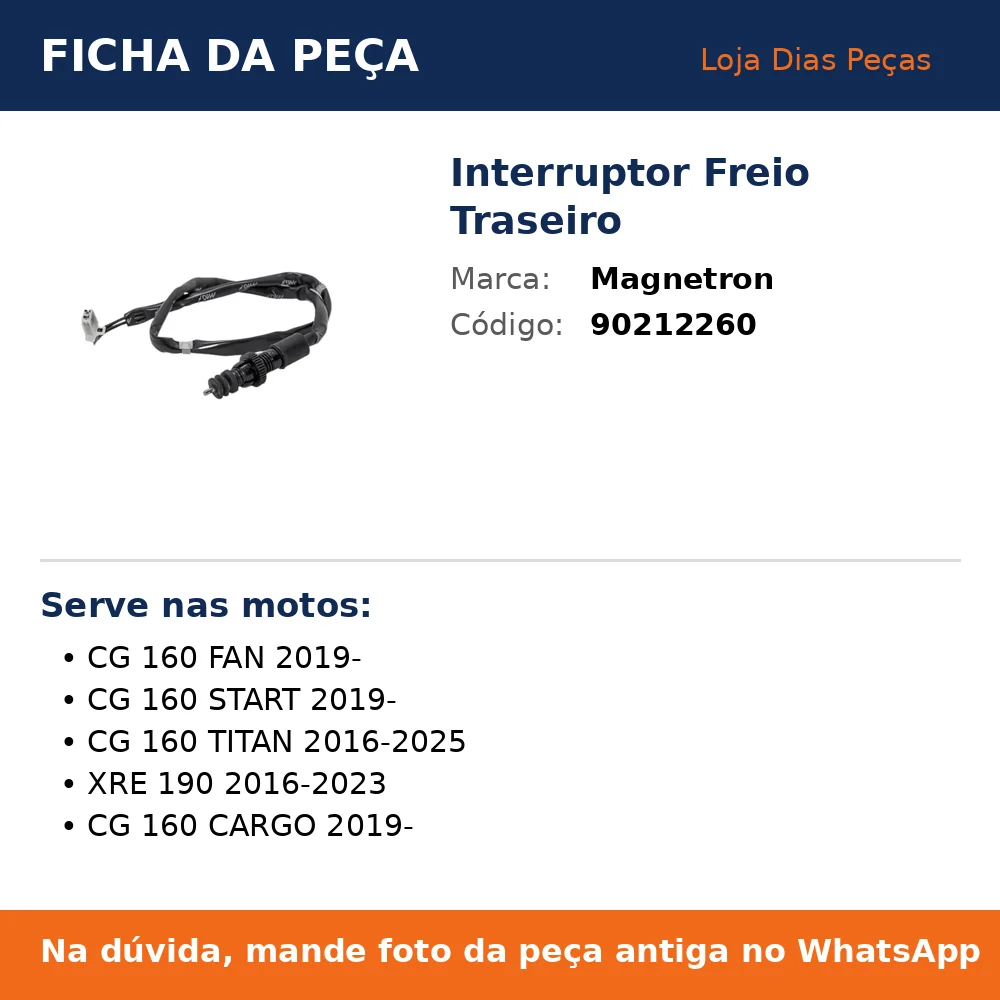 FICHA DA PEÇA
Loja Dias Peças
Interruptor Freio
Traseiro
Marca: Magnetron
Código: 90212260
Serve nas motos:
• CG 160 FAN 2019-
• CG 160 START 2019-
• CG 160 TITAN 2016-2025
• XRE 190 2016-2023
• CG 160 CARGO 2019-
Na dúvida, mande foto da peça antiga no WhatsApp